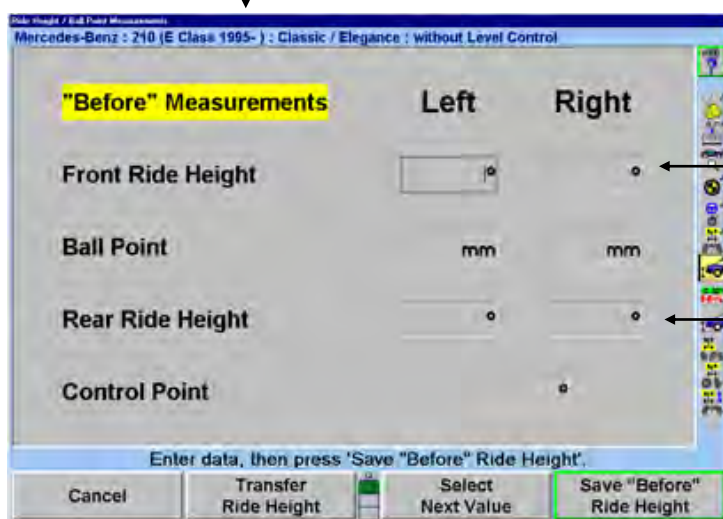 Ride Height / Ball Point Measurements
Mercedes-Benz : 210 (E Class 1995- ) : Classic / Elegance : without Level Control
"Before" Measurements Left Right
Front Ride Height ° °
Ball Point mm mm
Rear Ride Height ° °
Control Point °
Enter data, then press 'Save "Before" Ride Height'.
Cancel
Transfer
Ride Height
Select
Next Value
Save "Before"
Ride Height